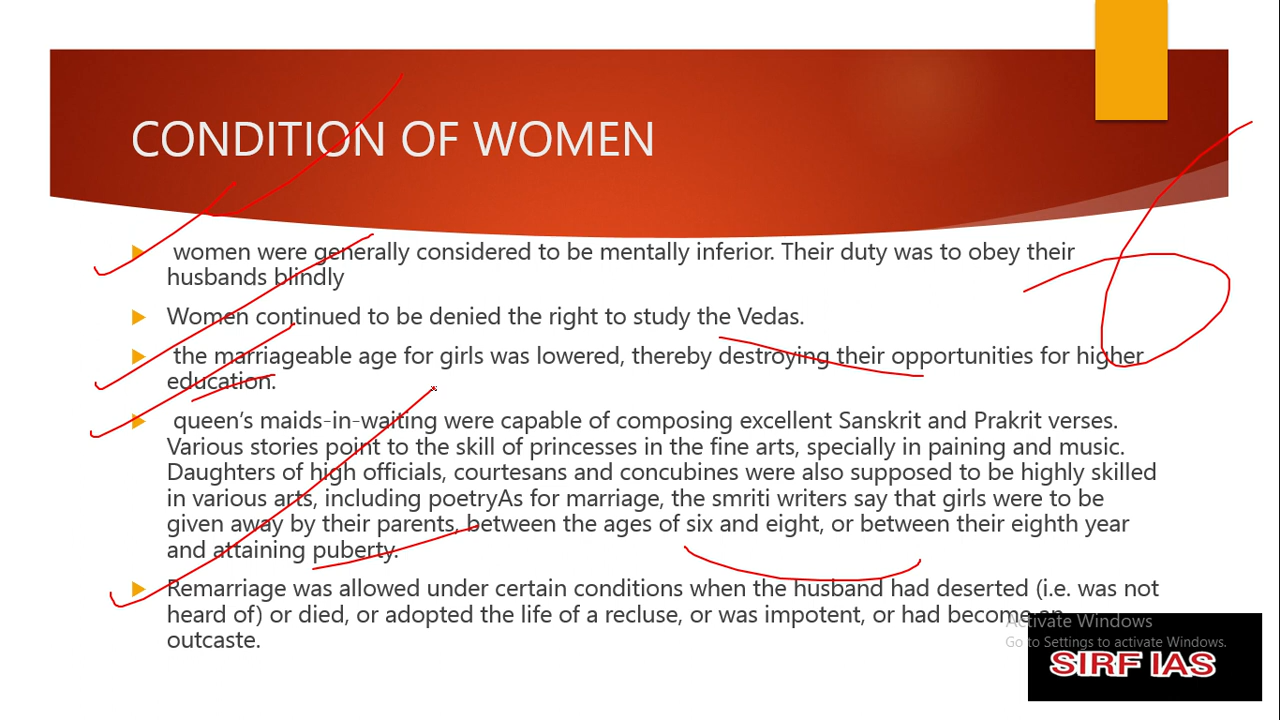 CONDITION OF WOMEN
women were generally considered to be mentally inferior. Their duty was to obey their
husbands blindly
Women continued to be denied the right to study the Vedas.
the marriageable age for girls was lowered, thereby destroying their opportunities for higher
education.
queen's maids-in-waiting were capable of composing excellent Sanskrit and Prakrit verses.
Various stories point to the skill of princesses in the fine arts, specially in paining and music.
Daughters of high officials, courtesans and concubines were also supposed to be highly skilled
in various arts, including poetryAs for marriage, the smriti writers say that girls were to be
given away by their parents, between the ages of six and eight, or between their eighth year
and attaining puberty.
Remarriage was allowed under certain conditions when the husband had deserted (i.e. was not
heard of) or died, or adopted the life of a recluse, or was impotent, or had become an
outcaste.
Activate Windows
Go to Settings to activate Windows.
SIRF IAS